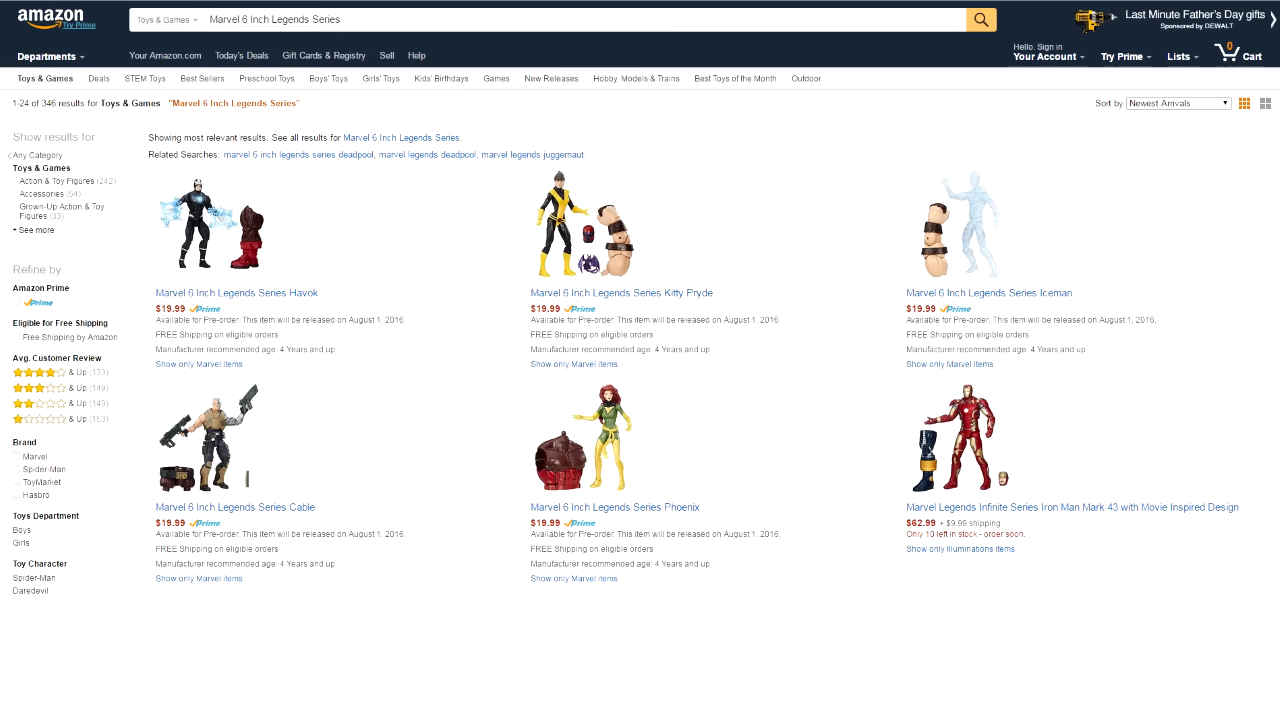 amazon
Try Prime
Toys & Games
Marvel 6 Inch Legends Series
Last Minute Father's Day gifts
Sponsored by DEWALT
Departments
Your Amazon.com
Today's Deals
Gift Cards & Registry
Sell
Help
Hello. Sign in
Your Account
Try Prime
Lists
0
Cart
Toys & Games
Deals
STEM Toys
Best Sellers
Preschool Toys
Boys' Toys
Girls' Toys
Kids' Birthdays
Games
New Releases
Hobby, Models & Trains
Best Toys of the Month
Outdoor
1-24 of 346 results for Toys & Games "Marvel 6 Inch Legends Series"
Sort by Newest Arrivals
Show results for
Any Category
Toys & Games
Action & Toy Figures (242)
Accessories (54)
Grown-Up Action & Toy
Figures (33)
+ See more
Refine by
Amazon Prime
Prime
Eligible for Free Shipping
Free Shipping by Amazon
Avg. Customer Review
& Up (133)
& Up (149)
& Up (149)
& Up (153)
Brand
Marvel
Spider-Man
ToyMarket
Hasbro
Toys Department
Boys
Girls
Toy Character
Spider-Man
Daredevil
Showing most relevant results. See all results for Marvel 6 Inch Legends Series.
Related Searches: marvel 6 inch legends series deadpool, marvel legends deadpool, marvel legends juggernaut.
Marvel 6 Inch Legends Series Havok
$19.99 Prime
Available for Pre-order. This item will be released on August 1, 2016.
FREE Shipping on eligible orders
Manufacturer recommended age: 4 Years and up
Show only Marvel items
Marvel 6 Inch Legends Series Kitty Pryde
$19.99 Prime
Available for Pre-order. This item will be released on August 1, 2016.
FREE Shipping on eligible orders
Manufacturer recommended age: 4 Years and up
Show only Marvel items
Marvel 6 Inch Legends Series Iceman
$19.99 Prime
Available for Pre-order. This item will be released on August 1, 2016.
FREE Shipping on eligible orders
Manufacturer recommended age: 4 Years and up
Show only Marvel items
Marvel 6 Inch Legends Series Cable
$19.99 Prime
Available for Pre-order. This item will be released on August 1, 2016.
FREE Shipping on eligible orders
Manufacturer recommended age: 4 Years and up
Show only Marvel items
Marvel 6 Inch Legends Series Phoenix
$19.99 Prime
Available for Pre-order. This item will be released on August 1, 2016.
FREE Shipping on eligible orders
Manufacturer recommended age: 4 Years and up
Show only Marvel items
Marvel Legends Infinite Series Iron Man Mark 43 with Movie Inspired Design
$62.99 + $9.99 shipping
Only 10 left in stock - order soon.
Show only Illuminations items